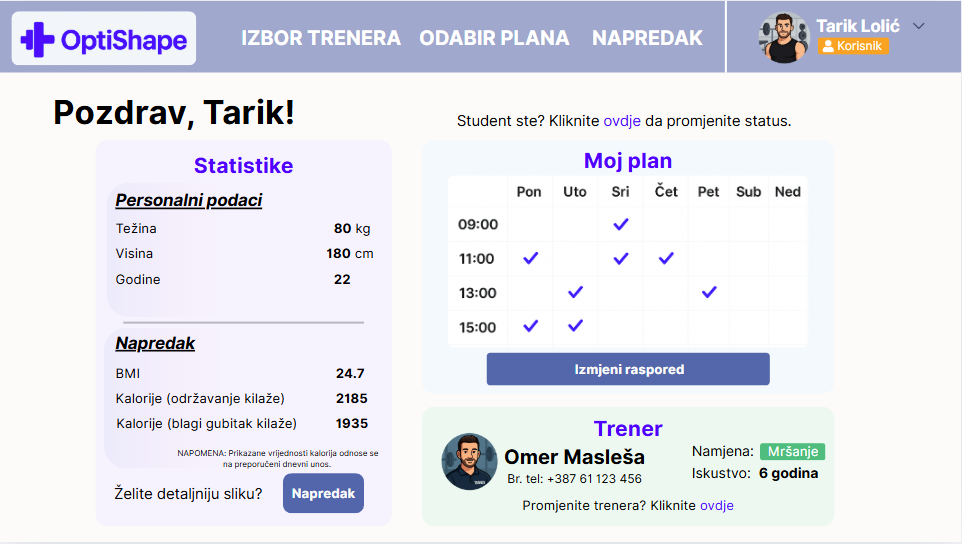 OptiShape
IZBOR TRENERA
ODABIR PLANA
NAPREDAK
Tarik Lolić
Korisnik
Pozdrav, Tarik!
Student ste? Kliknite ovdje da promjenite status.
Statistike
Personalni podaci
Težina 80 kg
Visina 180 cm
Godine 22
Napredak
BMI 24.7
Kalorije (održavanje kilaže) 2185
Kalorije (blagi gubitak kilaže) 1935
NAPOMENA: Prikazane vrijednosti kalorija odnose se
na preporučeni dnevni unos.
Želite detaljniju sliku? Napredak
Moj plan
Pon Uto Sri Čet Pet Sub Ned
09:00
11:00
13:00
15:00
Izmjeni raspored
Trener
Omer Masleša
Br. tel: +387 61 123 456
Namjena: Mršanje
Iskustvo: 6 godina
Promjenite trenera? Kliknite ovdje